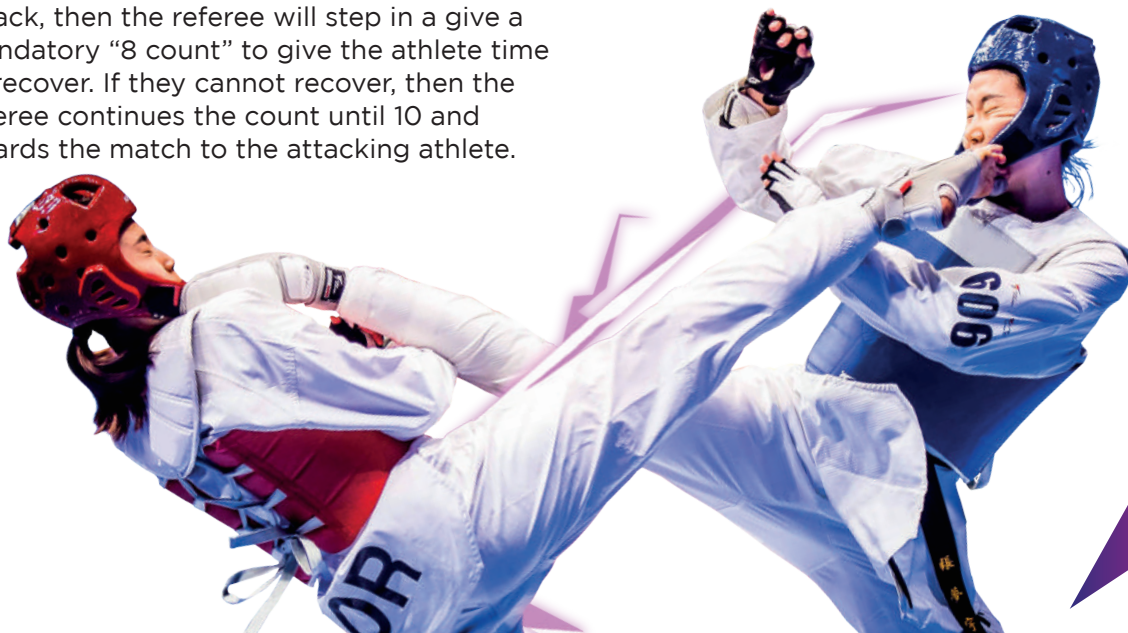 ack, then the referee will step in a give a
ndatory “8 count” to give the athlete time
recover. If they cannot recover, then the
eree continues the count until 10 and
ards the match to the attacking athlete.
OR